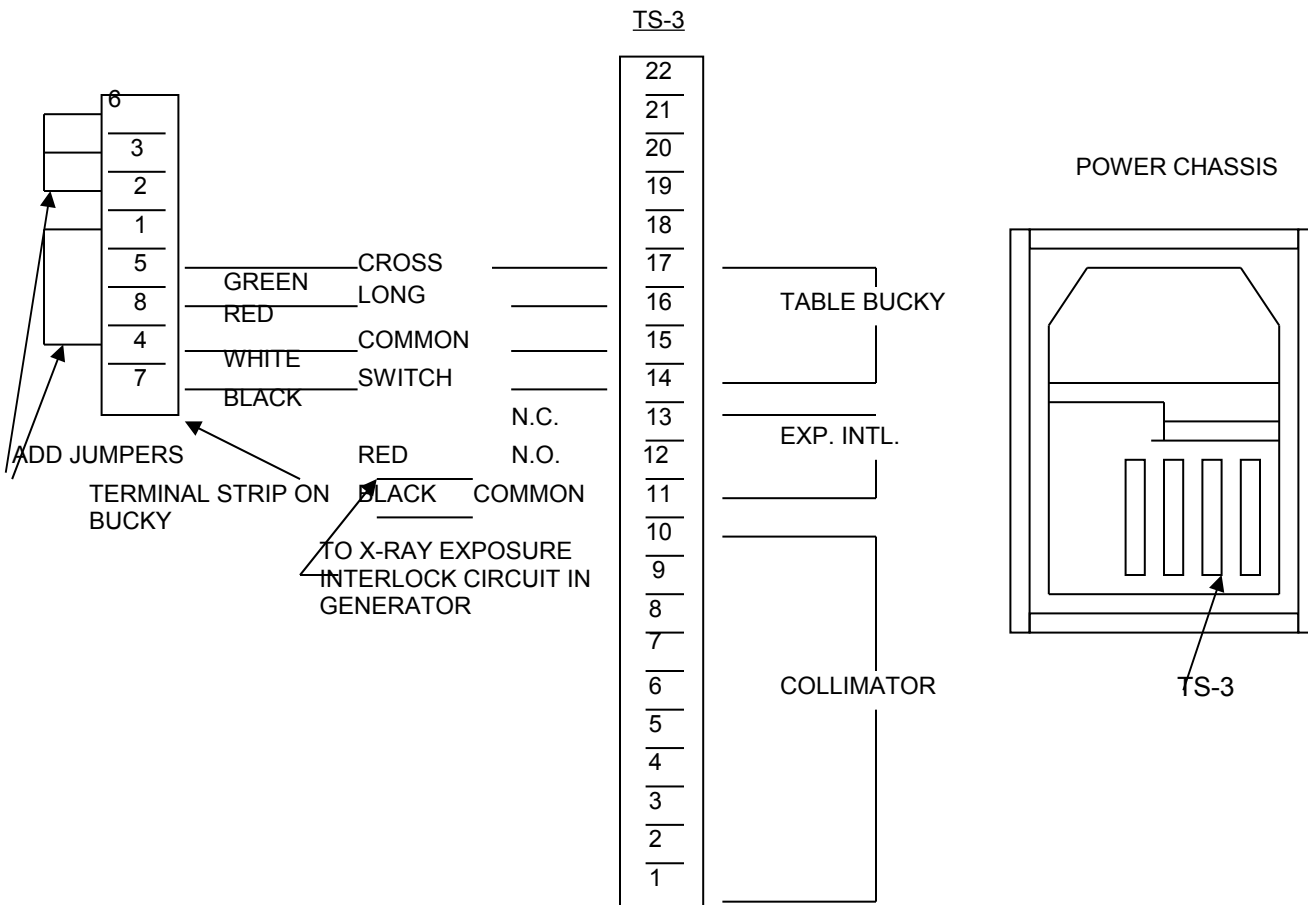 TS-3
22
21
20
19
18
17
16
15
14
13
12
11
10
9
8
7
6
5
4
3
2
1
6
3
2
1
5
8
4
7
GREEN
CROSS
RED
LONG
WHITE
COMMON
BLACK
SWITCH
N.C.
RED N.O.
BLACK COMMON
ADD JUMPERS
TERMINAL STRIP ON
BUCKY
TO X-RAY EXPOSURE
INTERLOCK CIRCUIT IN
GENERATOR
TABLE BUCKY
EXP. INTL.
COLLIMATOR
POWER CHASSIS
TS-3